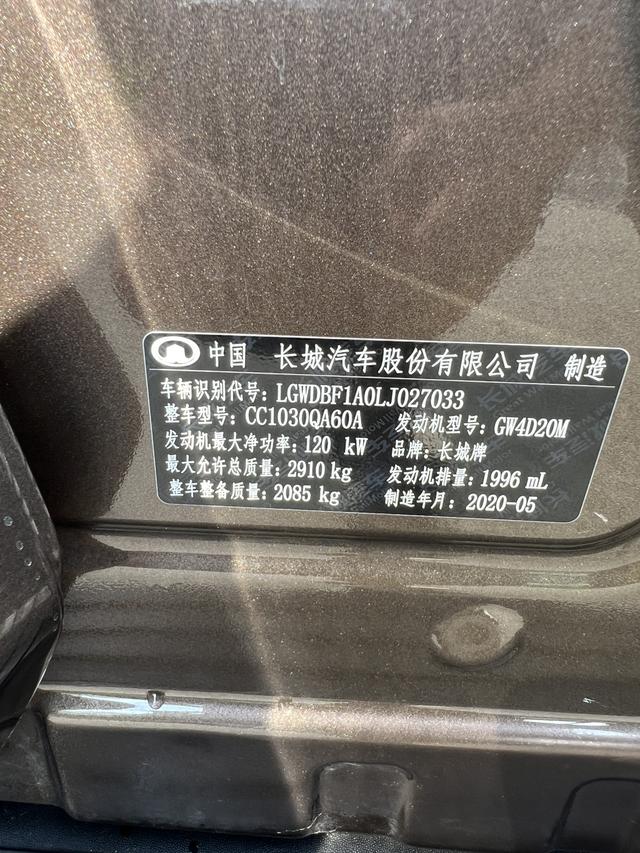 中国 长城汽车股份有限公司 制造
车辆识别代号: LGWDBF1A0LJ027033
整车型号: CC1030QA60A 发动机型号: GW4D20M
发动机最大净功率: 120 kW 品牌: 长城牌
最大允许总质量: 2910 kg 发动机排量: 1996 mL
整车整备质量: 2085 kg 制造年月: 2020-05